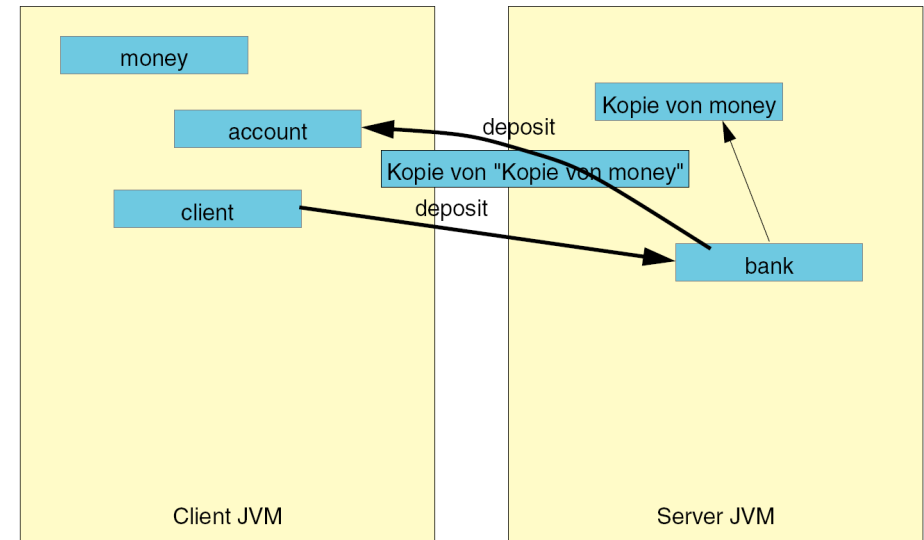 money
Kopie von money
account
deposit
Kopie von "Kopie von money"
client
deposit
bank
Client JVM
Server JVM